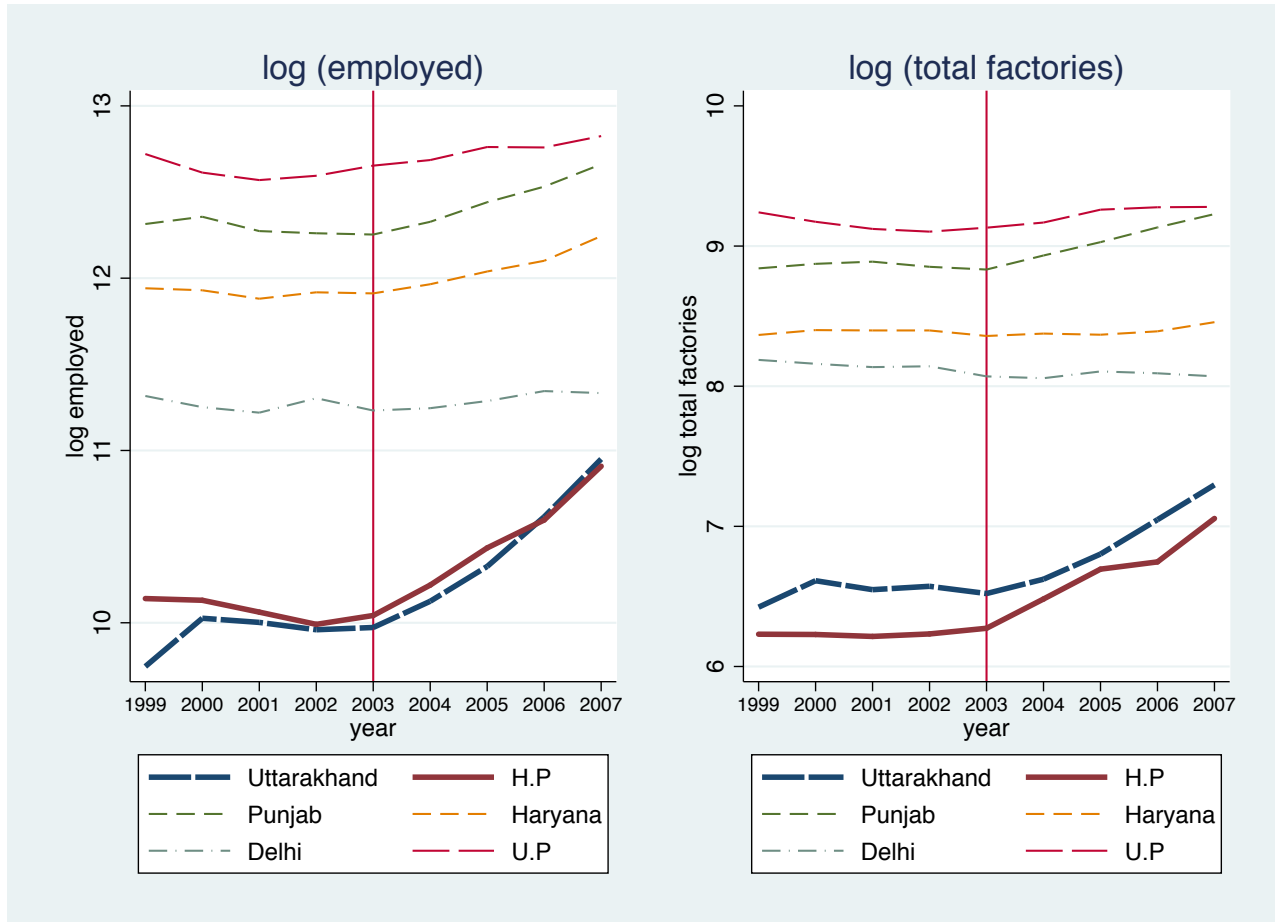 log (employed)
log employed
13
12
11
10
1999 2000 2001 2002 2003 2004 2005 2006 2007
year
Uttarakhand H.P
Punjab Haryana
Delhi U.P
log (total factories)
log total factories
10
9
8
7
6
1999 2000 2001 2002 2003 2004 2005 2006 2007
year
Uttarakhand H.P
Punjab Haryana
Delhi U.P